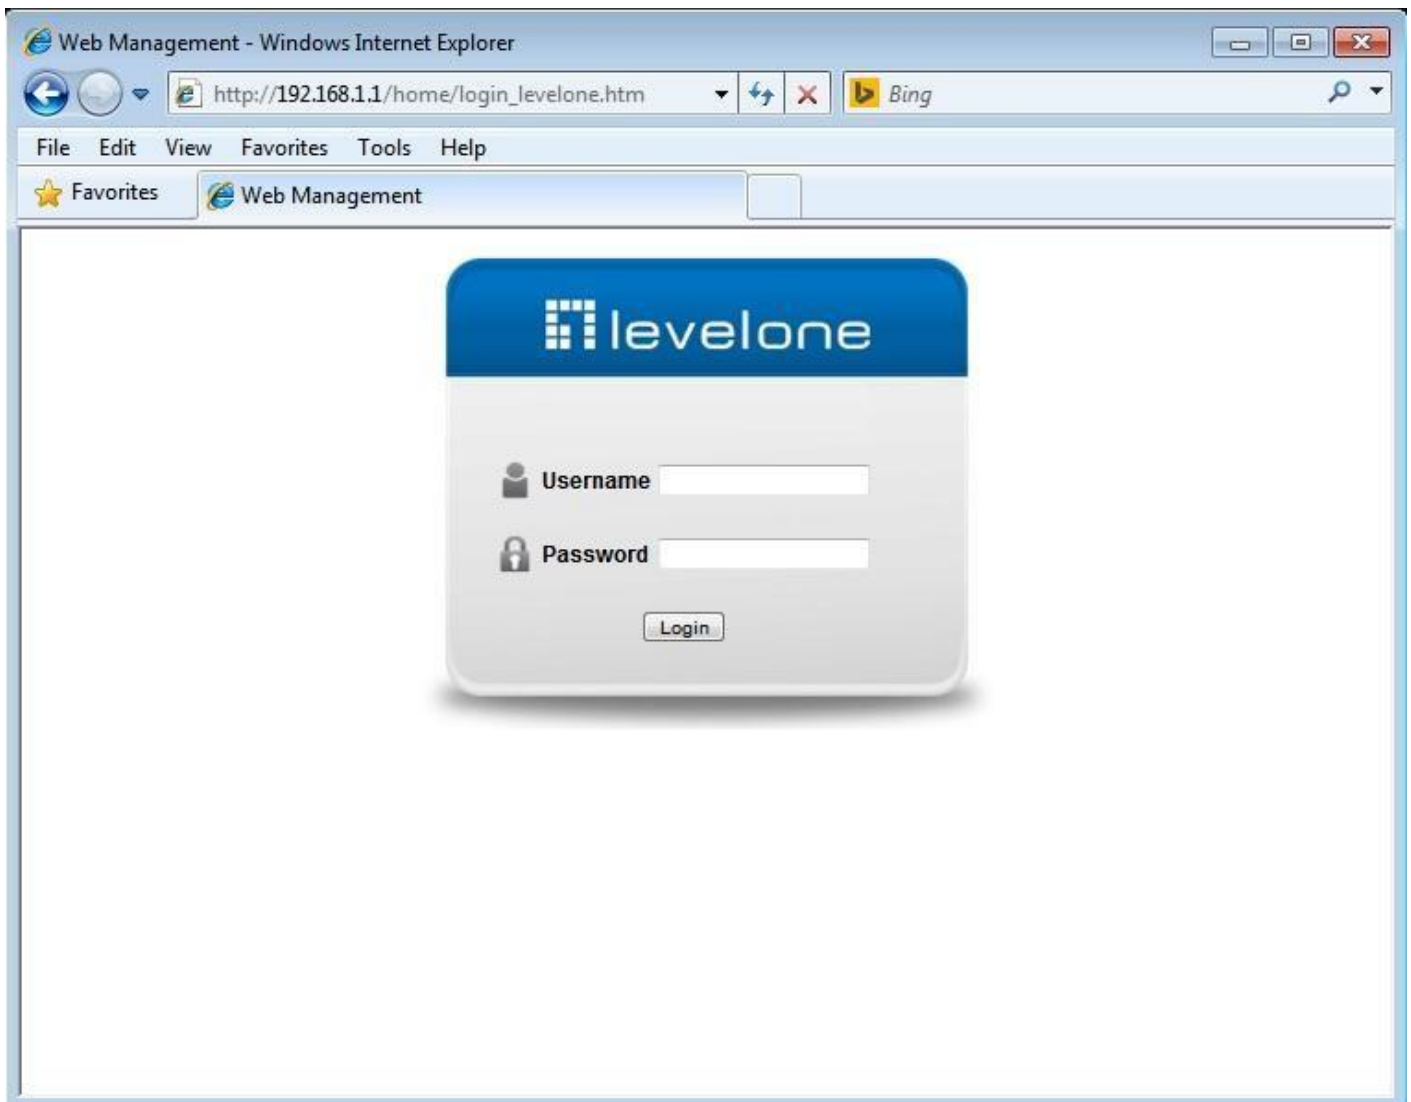 Web Management - Windows Internet Explorer
http://192.168.1.1/home/login_levelone.htm Bing
File Edit View Favorites Tools Help
Favorites Web Management
levelone
Username
Password
Login